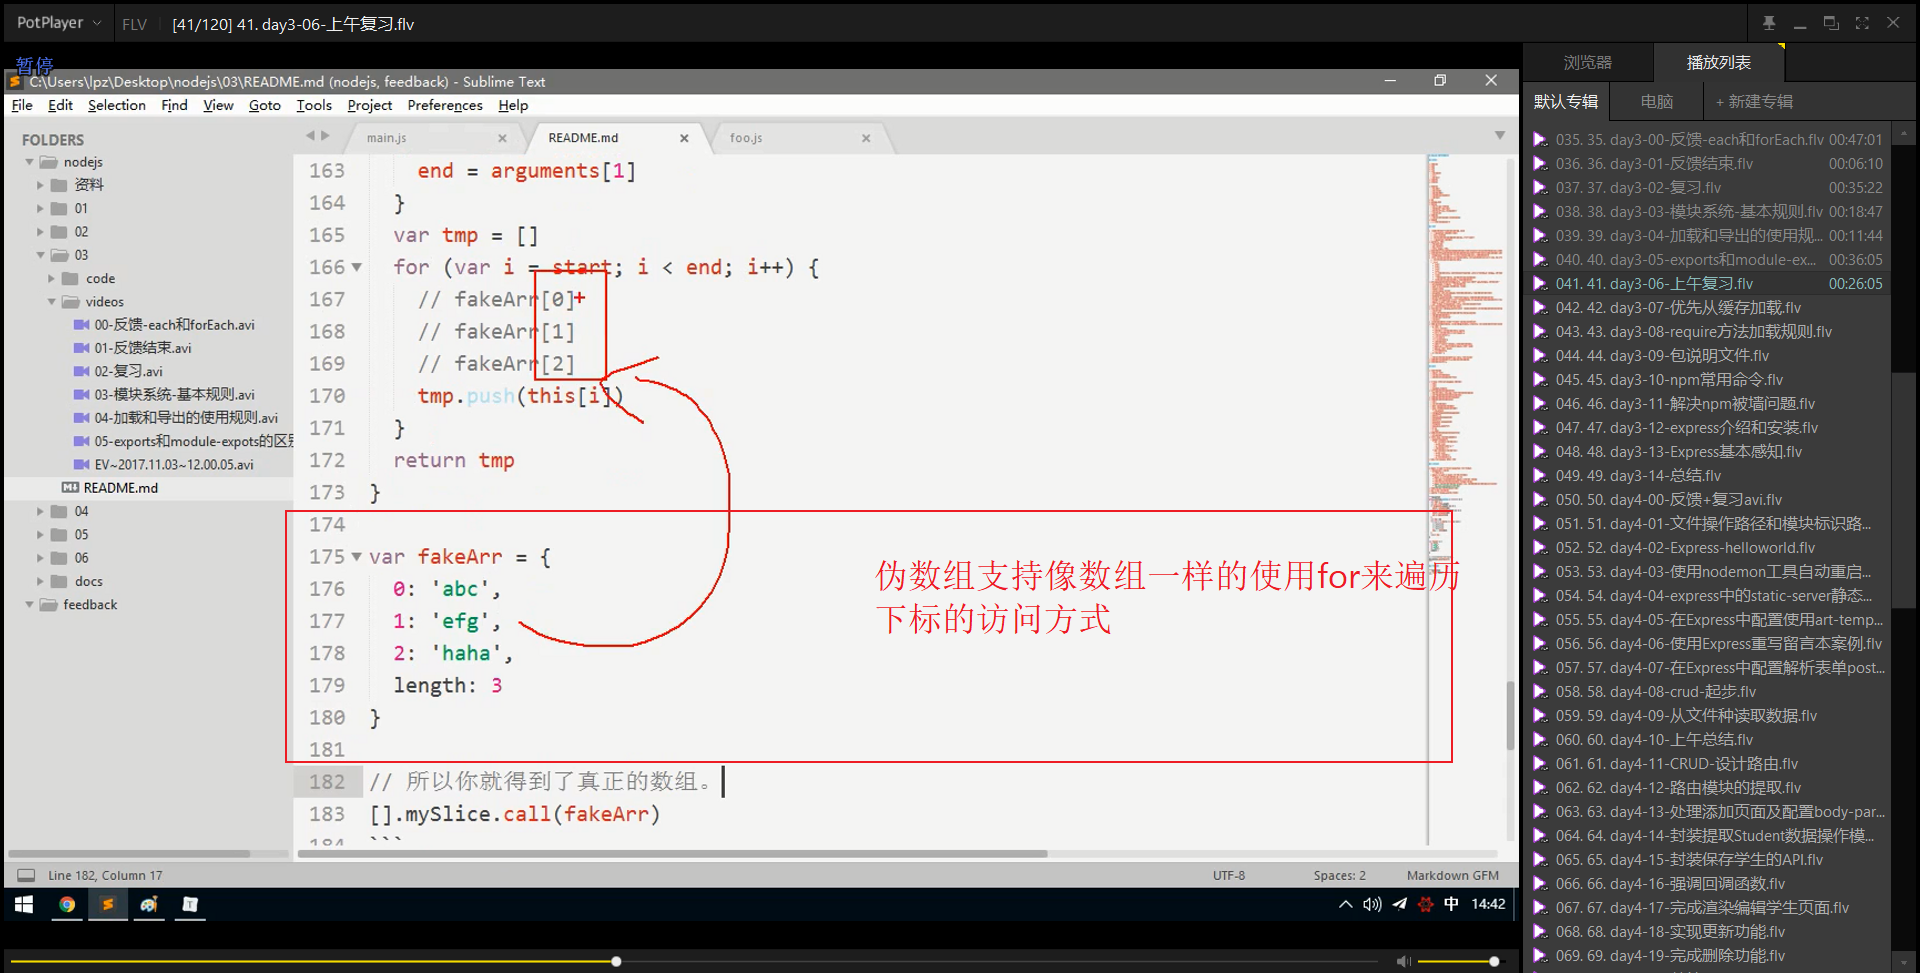 PotPlayer
FLV
[41/120] 41. day3-06-上午复习.flv
暂停
C:\Users\lpz\Desktop\nodejs\03\README.md (nodejs, feedback) - Sublime Text
File Edit Selection Find View Goto Tools Project Preferences Help
FOLDERS
nodejs
资料
01
02
03
code
videos
00-反馈-each和forEach.avi
01-反馈结束.avi
02-复习.avi
03-模块系统-基本规则.avi
04-加载和导出的使用规则.avi
05-exports和module-expots的区别
EV~2017.11.03~12.00.05.avi
README.md
04
05
06
docs
feedback
main.js
README.md
foo.js
163 end = arguments[1]
164 }
165 var tmp = []
166 for (var i = start; i < end; i++) {
167 // fakeArr[0]
168 // fakeArr[1]
169 // fakeArr[2]
170 tmp.push(this[i])
171 }
172 return tmp
173 }
174
175 var fakeArr = {
176 0: 'abc',
177 1: 'efg',
178 2: 'haha',
179 length: 3
180 }
181
182 // 所以你就得到了真正的数组。
183 [].mySlice.call(fakeArr)
184 ```
伪数组支持像数组一样的使用for来遍历
下标的访问方式
Line 182, Column 17
UTF-8
Spaces: 2
Markdown GFM
中
14:42
浏览器
播放列表
默认专辑
电脑
+ 新建专辑
035. 35. day3-00-反馈-each和forEach.flv 00:47:01
036. 36. day3-01-反馈结束.flv 00:06:10
037. 37. day3-02-复习.flv 00:35:22
038. 38. day3-03-模块系统-基本规则.flv 00:18:47
039. 39. day3-04-加载和导出的使用规... 00:11:44
040. 40. day3-05-exports和module-ex... 00:36:05
041. 41. day3-06-上午复习.flv 00:26:05
042. 42. day3-07-优先从缓存加载.flv
043. 43. day3-08-require方法加载规则.flv
044. 44. day3-09-包说明文件.flv
045. 45. day3-10-npm常用命令.flv
046. 46. day3-11-解决npm被墙问题.flv
047. 47. day3-12-express介绍和安装.flv
048. 48. day3-13-Express基本感知.flv
049. 49. day3-14-总结.flv
050. 50. day4-00-反馈+复习avi.flv
051. 51. day4-01-文件操作路径和模块标识路...
052. 52. day4-02-Express-helloworld.flv
053. 53. day4-03-使用nodemon工具自动重启...
054. 54. day4-04-express中的static-server静态...
055. 55. day4-05-在Express中配置使用art-temp...
056. 56. day4-06-使用Express重写留言本案例.flv
057. 57. day4-07-在Express中配置解析表单post...
058. 58. day4-08-crud-起步.flv
059. 59. day4-09-从文件种读取数据.flv
060. 60. day4-10-上午总结.flv
061. 61. day4-11-CRUD-设计路由.flv
062. 62. day4-12-路由模块的提取.flv
063. 63. day4-13-处理添加页面及配置body-par...
064. 64. day4-14-封装提取Student数据操作模...
065. 65. day4-15-封装保存学生的API.flv
066. 66. day4-16-强调回调函数.flv
067. 67. day4-17-完成渲染编辑学生页面.flv
068. 68. day4-18-实现更新功能.flv
069. 69. day4-19-完成删除功能.flv